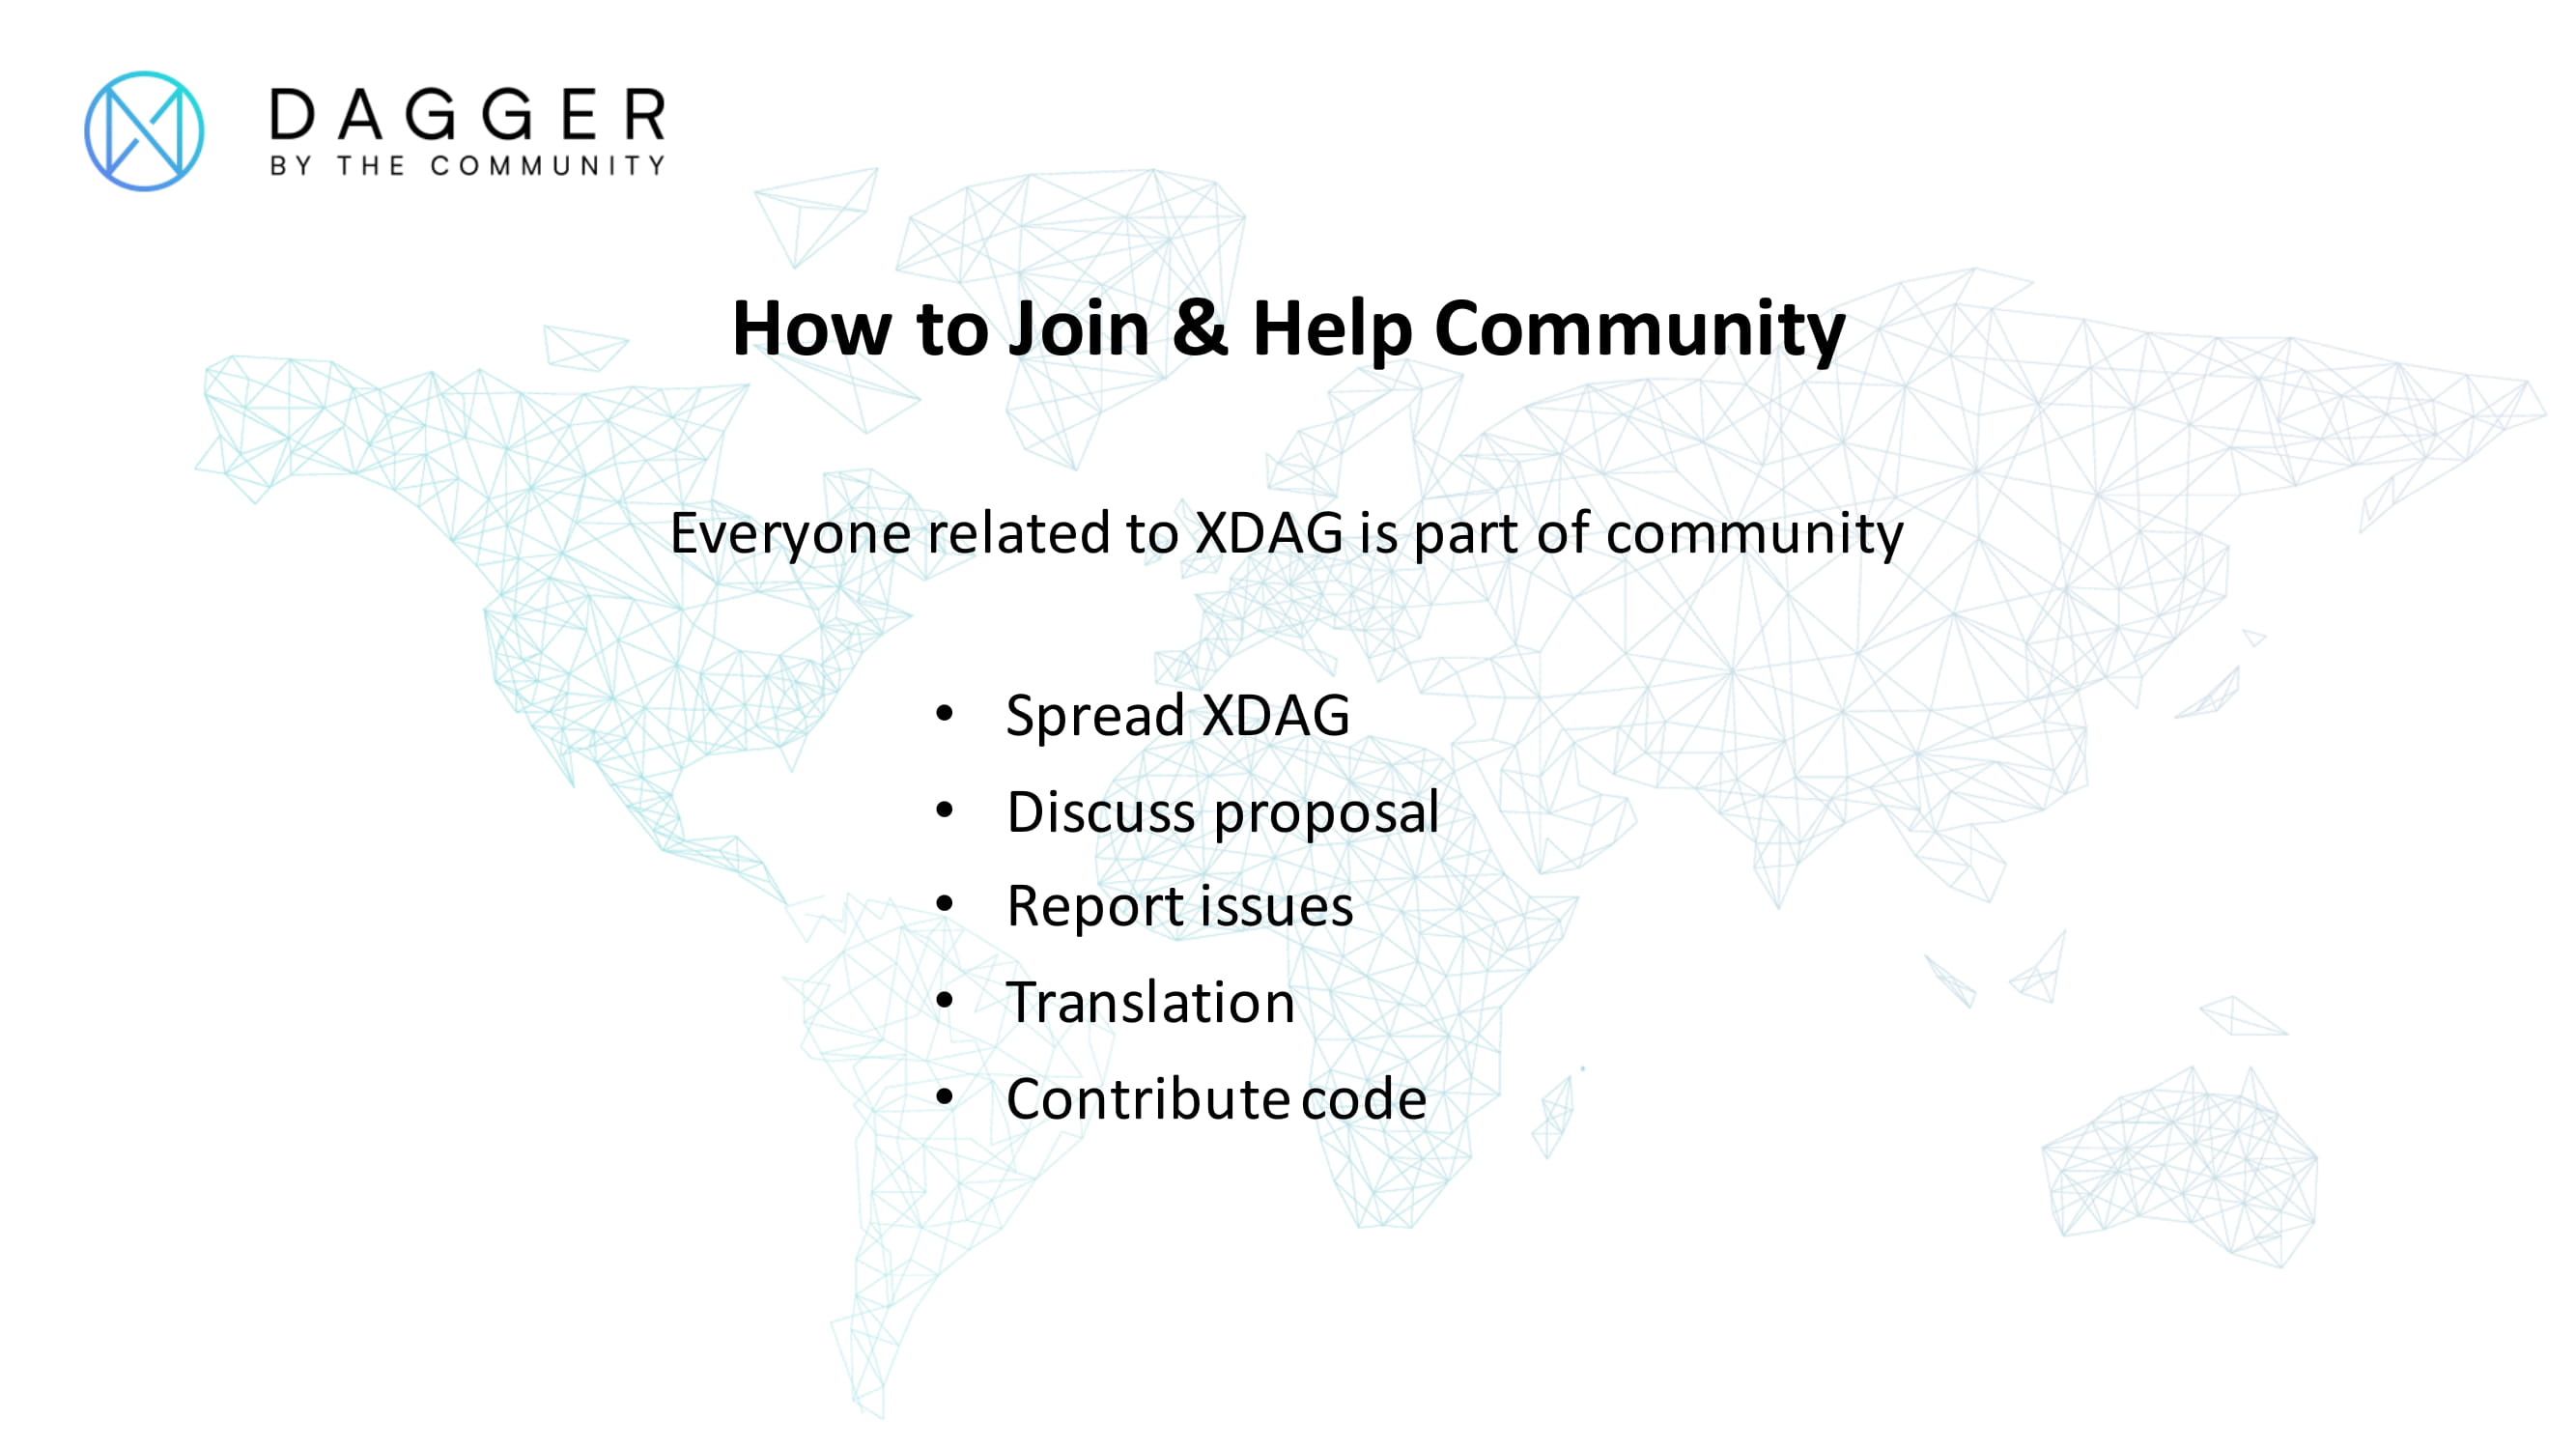 DAGGER
BY THE COMMUNITY
How to Join & Help Community
Everyone related to XDAG is part of community
• Spread XDAG
• Discuss proposal
• Report issues
• Translation
• Contribute code